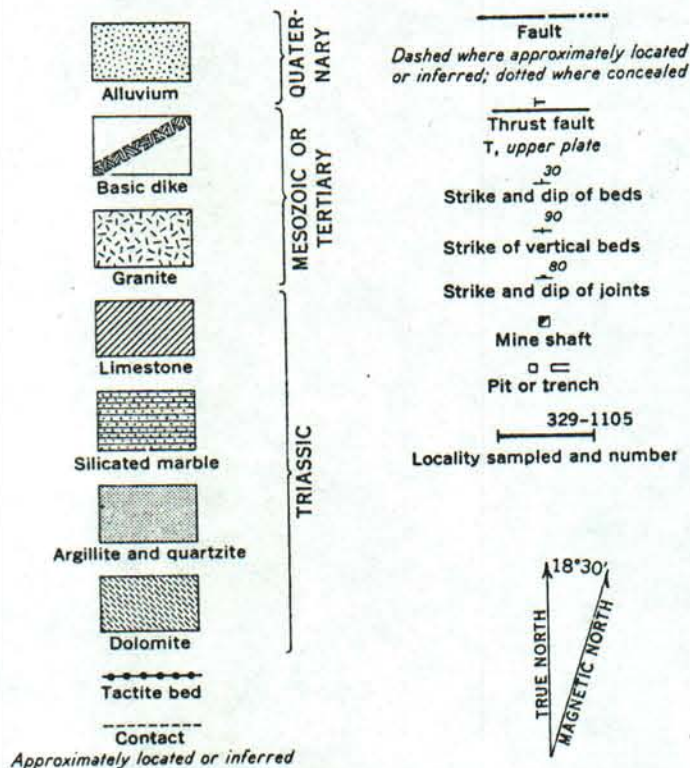 Alluvium
QUATER-
NARY
Basic dike
Granite
MESOZOIC OR
TERTIARY
Limestone
Silicated marble
Argillite and quartzite
Dolomite
TRIASSIC
Tactite bed
Contact
Approximately located or inferred
Fault
Dashed where approximately located
or inferred; dotted where concealed
T
Thrust fault
T, upper plate
30
Strike and dip of beds
90
Strike of vertical beds
80
Strike and dip of joints
Mine shaft
Pit or trench
329-1105
Locality sampled and number
18°30'
TRUE NORTH
MAGNETIC NORTH